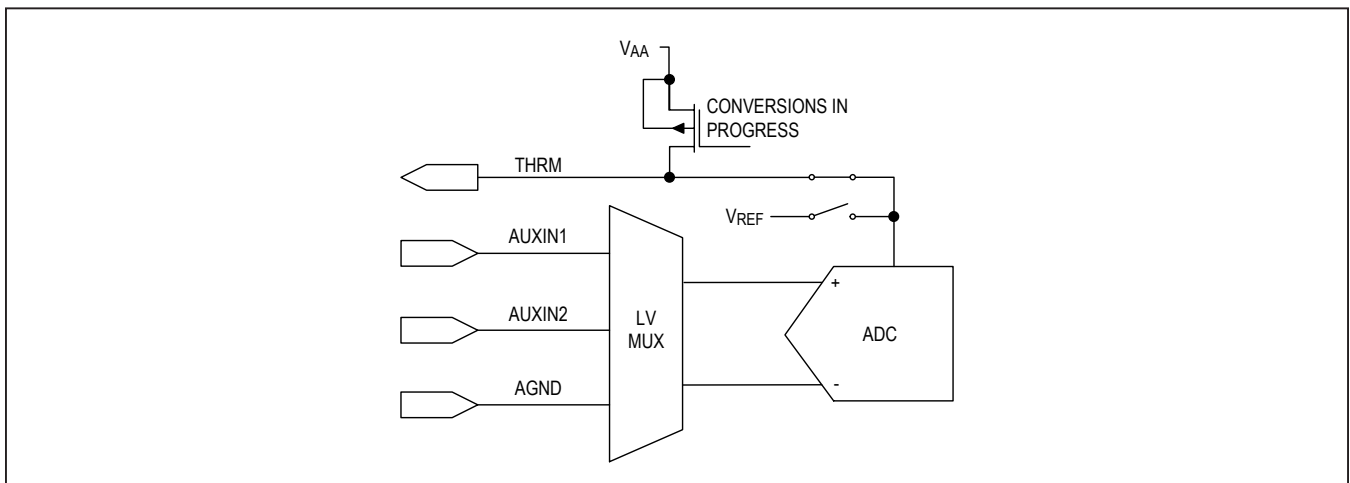 VAA
CONVERSIONS IN
PROGRESS
THRM
VREF
AUXIN1
+
AUXIN2
LV
MUX
ADC
AGND
-